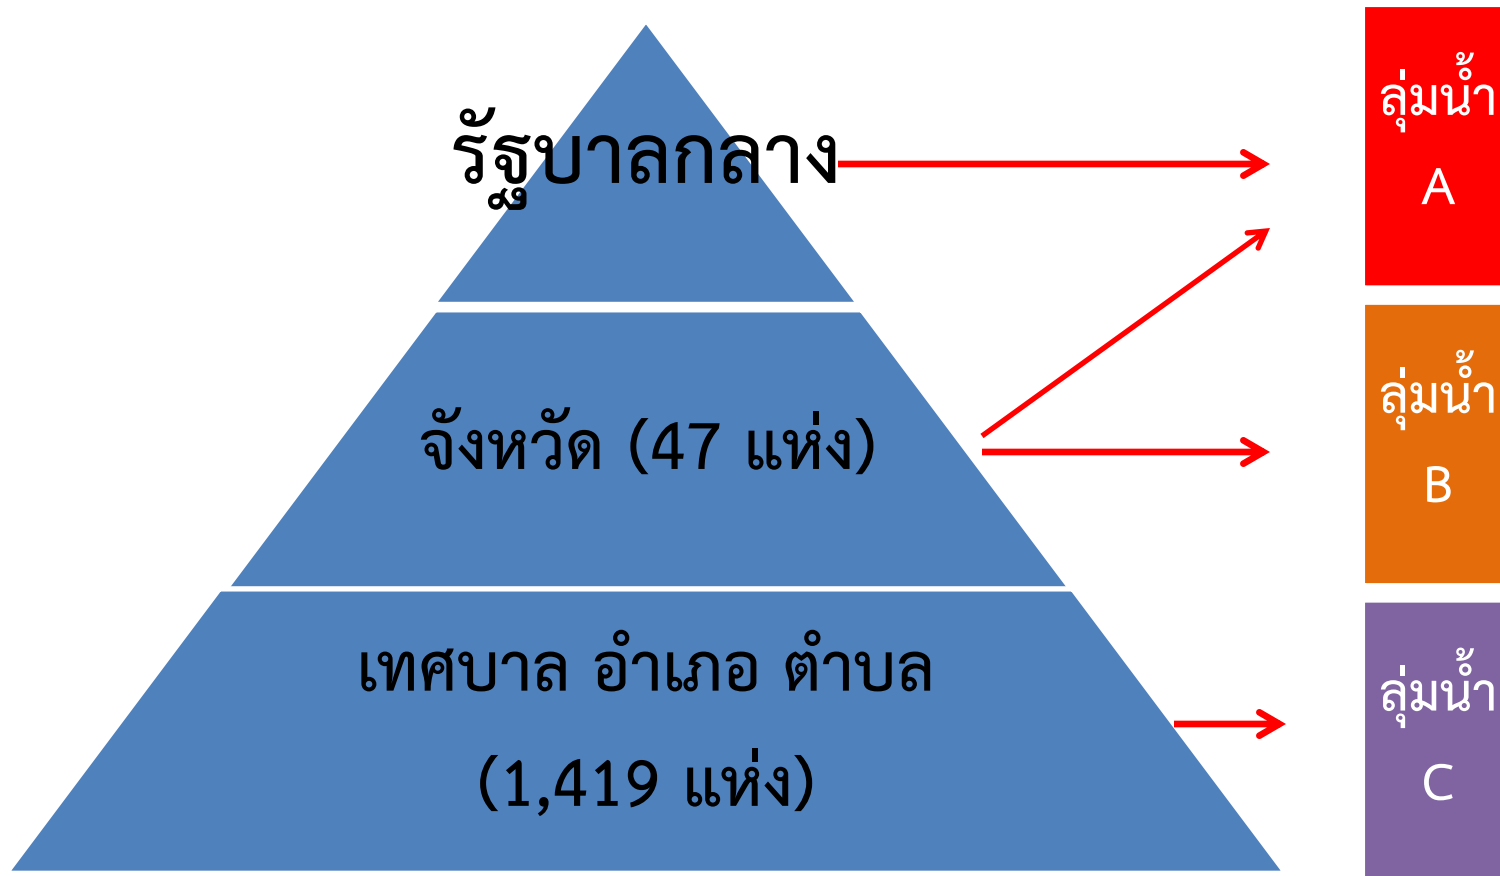 รัฐบาลกลาง
จังหวัด (47 แห่ง)
เทศบาล อำเภอ ตำบล
(1,419 แห่ง)
ลุ่มน้ำ
A
ลุ่มน้ำ
B
ลุ่มน้ำ
C